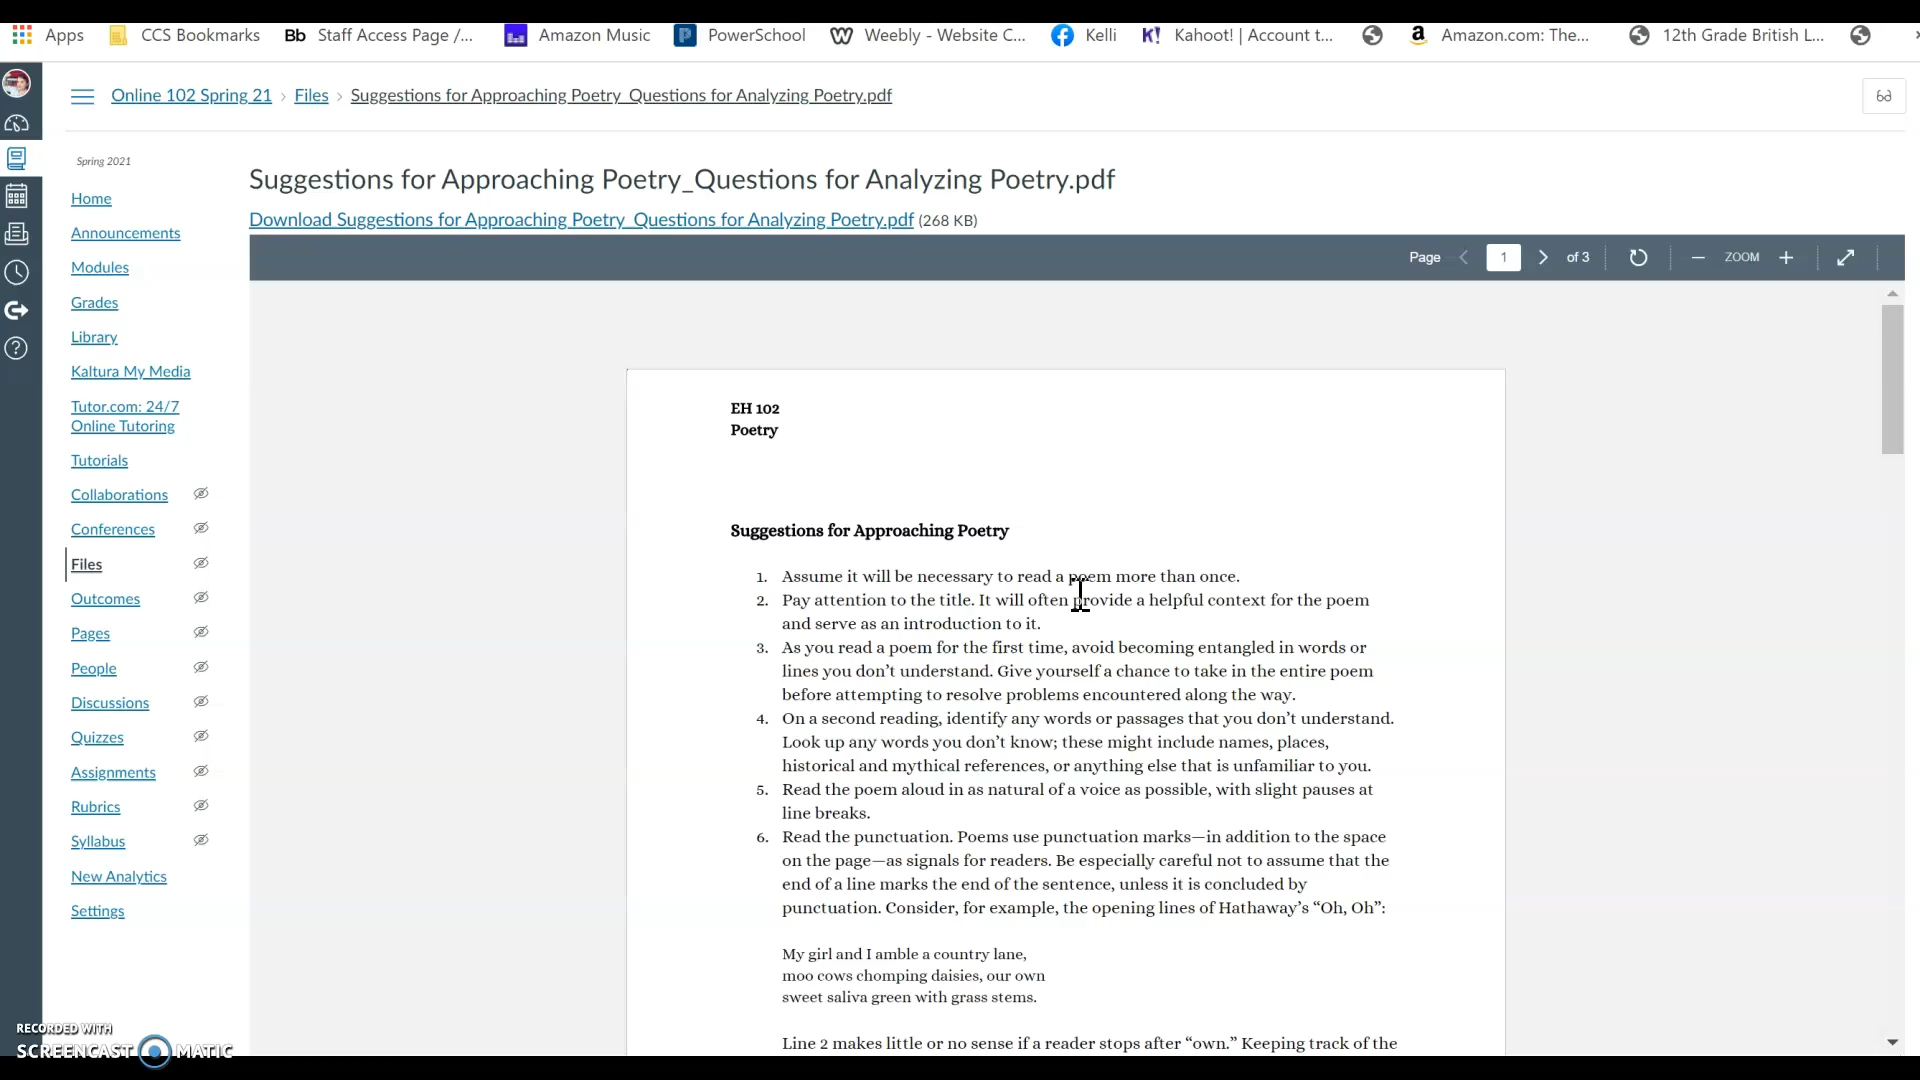 Apps CCS Bookmarks Bb Staff Access Page /... Amazon Music P PowerSchool W Weebly - Website C... Kelli K! Kahoot! | Account t... a Amazon.com: The... 12th Grade British L...
Online 102 Spring 21 › Files › Suggestions for Approaching Poetry_Questions for Analyzing Poetry.pdf
Spring 2021
Home
Announcements
Modules
Grades
Library
Kaltura My Media
Tutor.com: 24/7
Online Tutoring
Tutorials
Collaborations
Conferences
Files
Outcomes
Pages
People
Discussions
Quizzes
Assignments
Rubrics
Syllabus
New Analytics
Settings
Suggestions for Approaching Poetry_Questions for Analyzing Poetry.pdf
Download Suggestions for Approaching Poetry_Questions for Analyzing Poetry.pdf (268 KB)
Page 1 of 3 ZOOM
EH 102
Poetry
Suggestions for Approaching Poetry
1. Assume it will be necessary to read a poem more than once.
2. Pay attention to the title. It will often provide a helpful context for the poem
and serve as an introduction to it.
3. As you read a poem for the first time, avoid becoming entangled in words or
lines you don’t understand. Give yourself a chance to take in the entire poem
before attempting to resolve problems encountered along the way.
4. On a second reading, identify any words or passages that you don’t understand.
Look up any words you don’t know; these might include names, places,
historical and mythical references, or anything else that is unfamiliar to you.
5. Read the poem aloud in as natural of a voice as possible, with slight pauses at
line breaks.
6. Read the punctuation. Poems use punctuation marks—in addition to the space
on the page—as signals for readers. Be especially careful not to assume that the
end of a line marks the end of the sentence, unless it is concluded by
punctuation. Consider, for example, the opening lines of Hathaway’s “Oh, Oh”:
My girl and I amble a country lane,
moo cows chomping daisies, our own
sweet saliva green with grass stems.
Line 2 makes little or no sense if a reader stops after “own.” Keeping track of the
RECORDED WITH
SCREENCAST MATIC